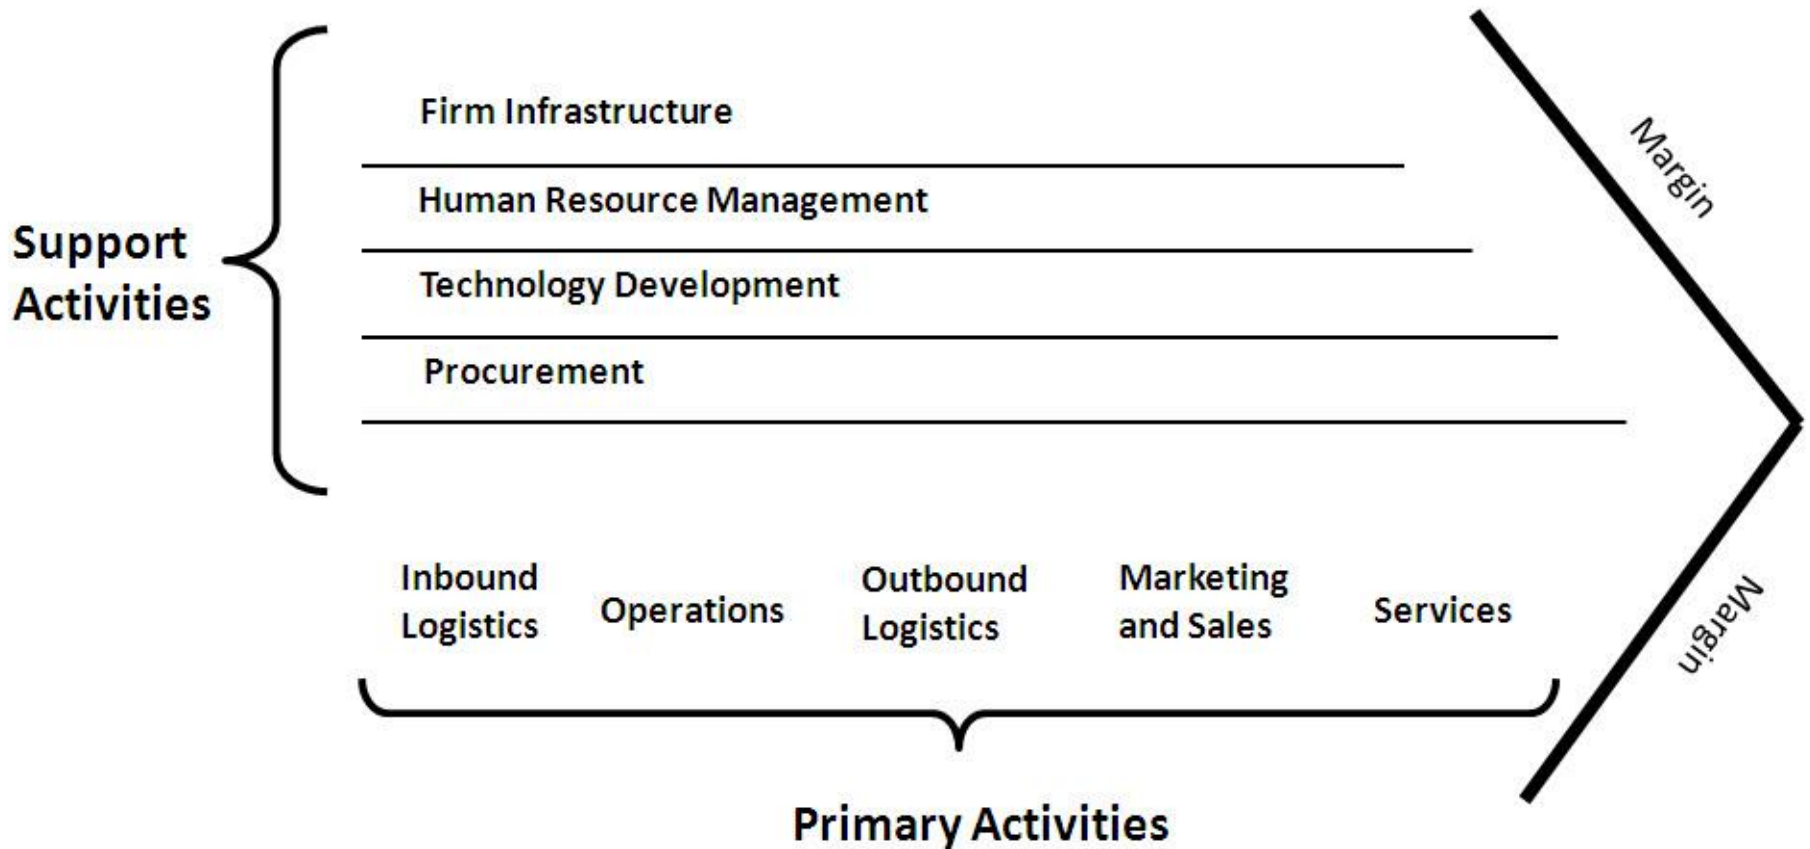 Firm Infrastructure
Human Resource Management
Support
Activities
Technology Development
Procurement
Margin
Margin
Inbound
Logistics
Operations
Outbound
Logistics
Marketing
and Sales
Services
Primary Activities